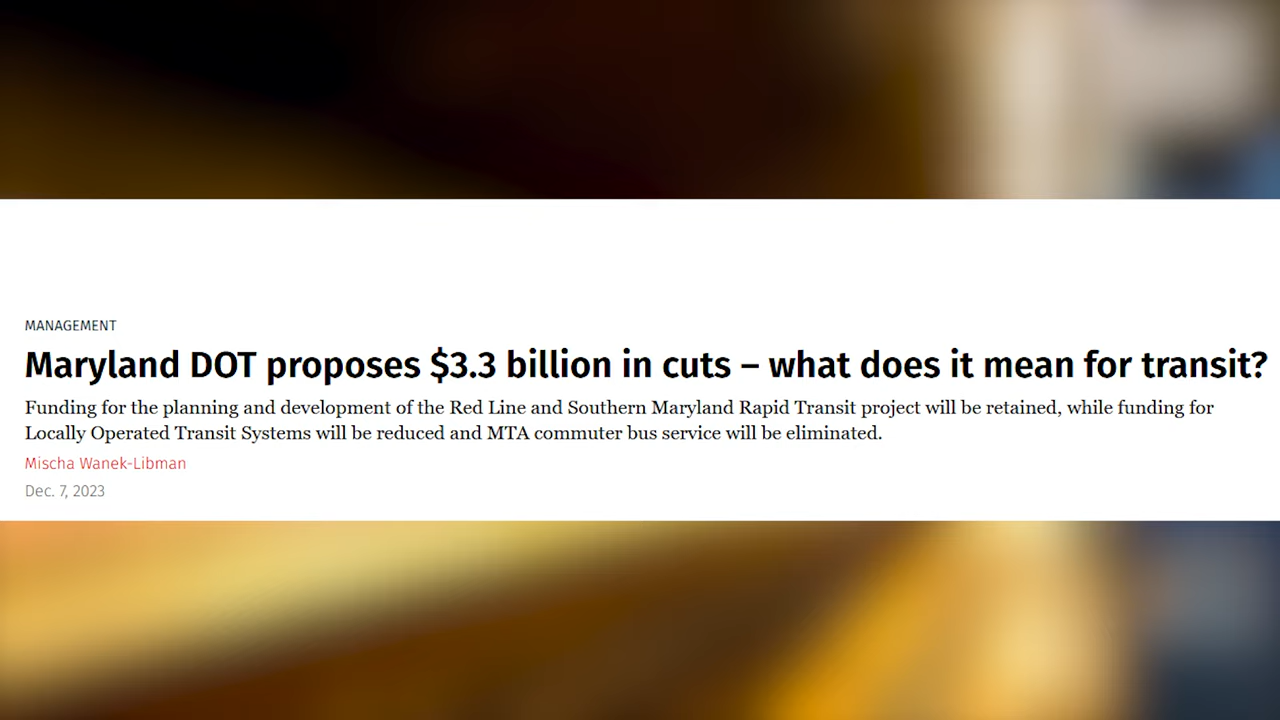 MANAGEMENT
Maryland DOT proposes $3.3 billion in cuts – what does it mean for transit?
Funding for the planning and development of the Red Line and Southern Maryland Rapid Transit project will be retained, while funding for
Locally Operated Transit Systems will be reduced and MTA commuter bus service will be eliminated.
Mischa Wanek-Libman
Dec. 7, 2023